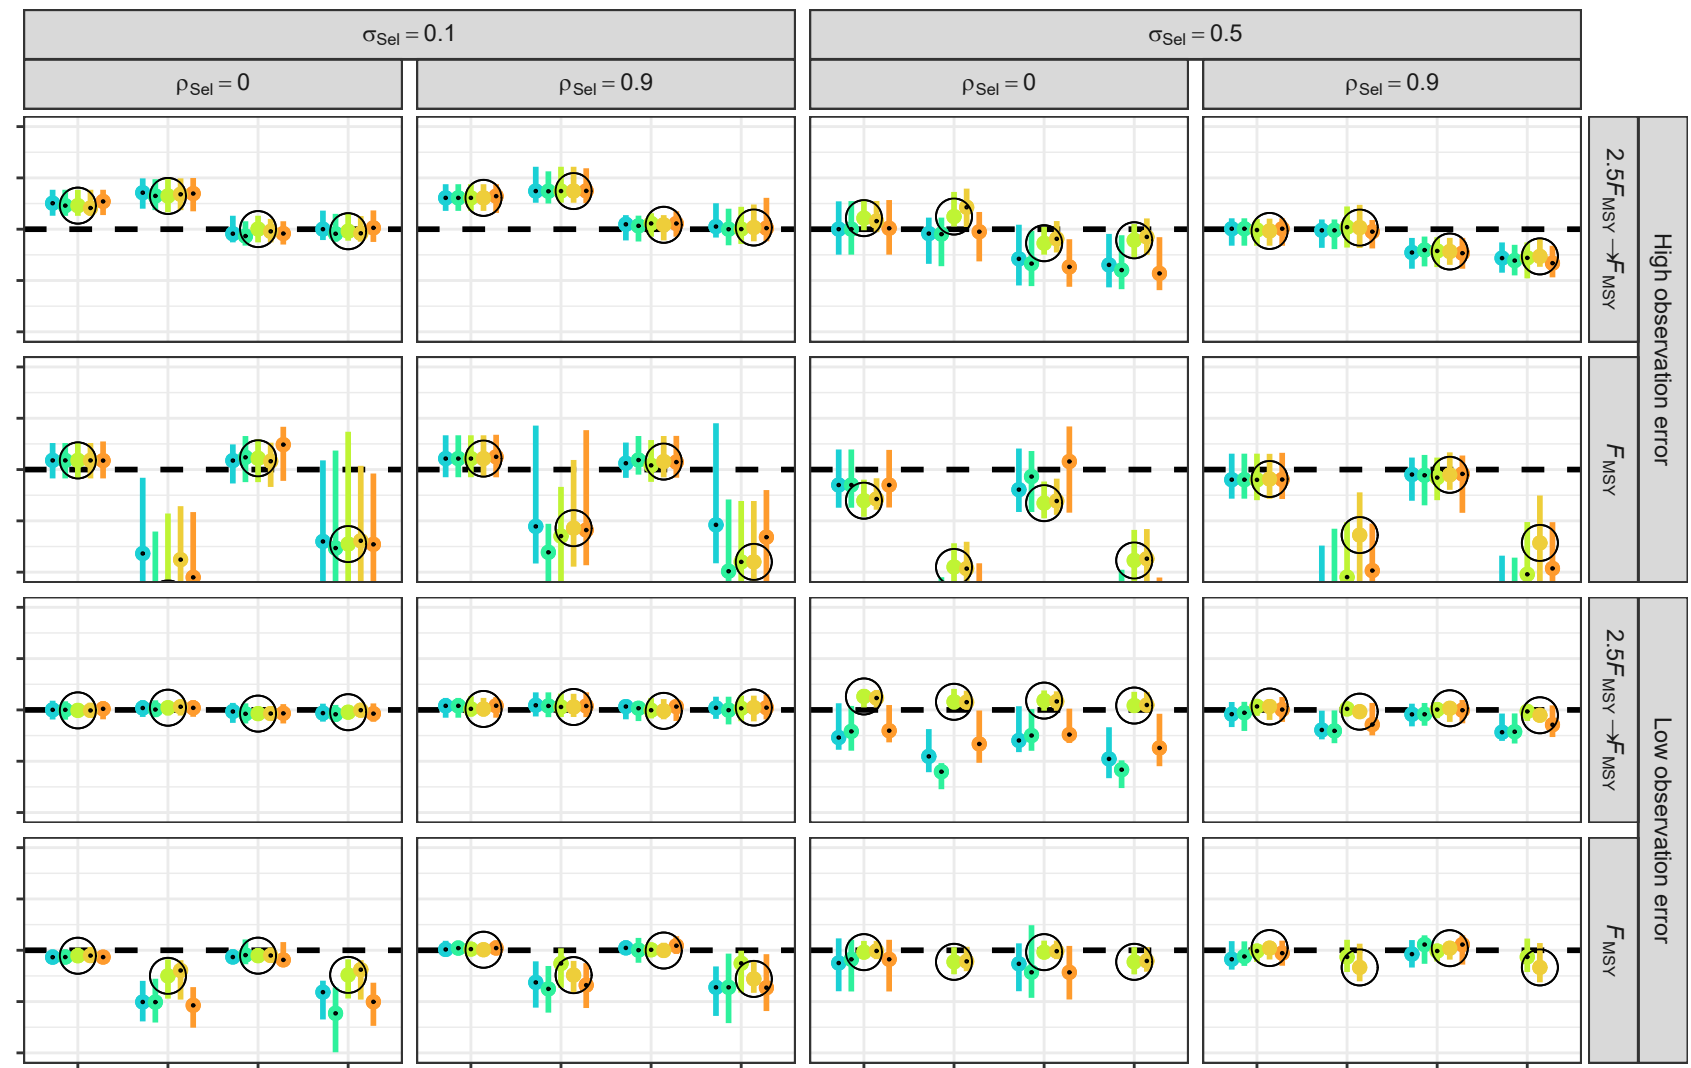 σSel = 0.1
σSel = 0.5
ρSel = 0
ρSel = 0.9
ρSel = 0
ρSel = 0.9
2.5FMSY→FMSY
FMSY
High observation error
2.5FMSY→FMSY
FMSY
Low observation error